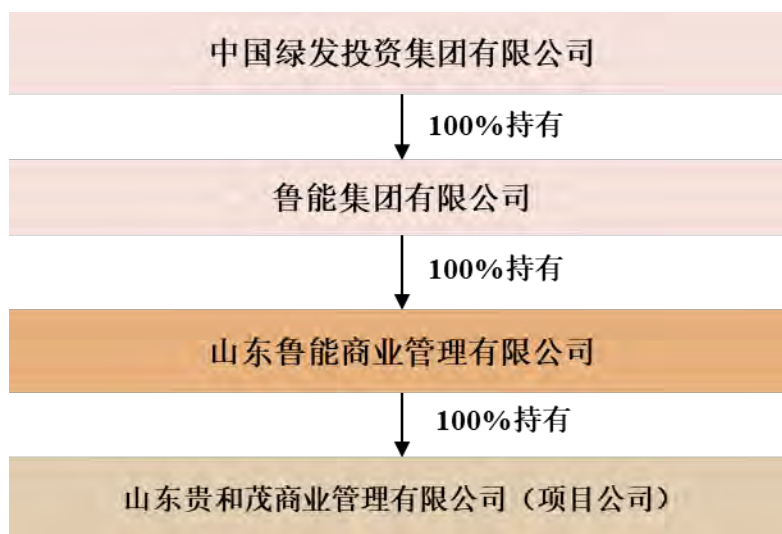 中国绿发投资集团有限公司
100%持有
鲁能集团有限公司
100%持有
山东鲁能商业管理有限公司
100%持有
山东贵和茂商业管理有限公司（项目公司）